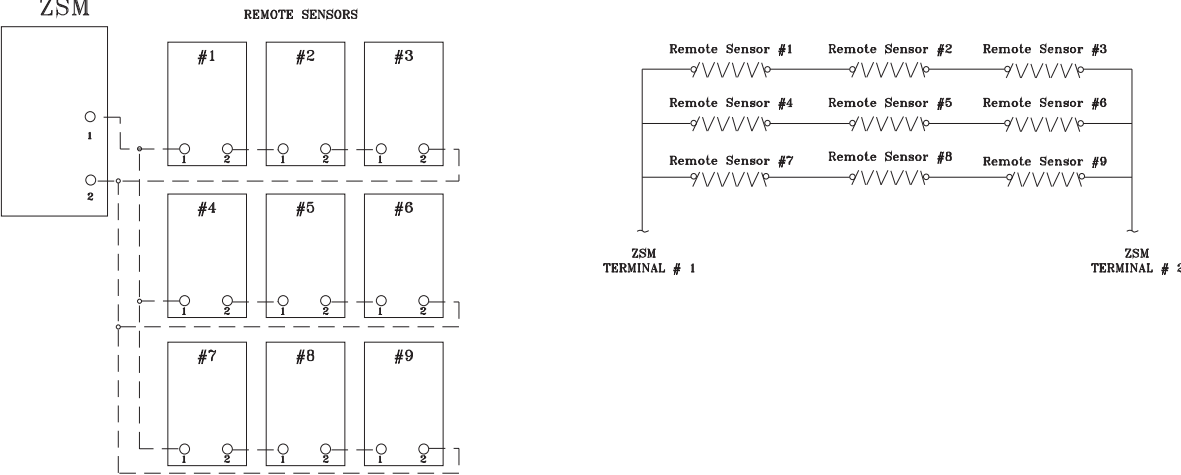 ZSM
REMOTE SENSORS
#1 #2 #3
1
1 2 1 2 1 2
2
#4 #5 #6
1 2 1 2 1 2
#7 #8 #9
1 2 1 2 1 2
Remote Sensor #1 Remote Sensor #2 Remote Sensor #3
Remote Sensor #4 Remote Sensor #5 Remote Sensor #6
Remote Sensor #7 Remote Sensor #8 Remote Sensor #9
ZSM
TERMINAL # 1
ZSM
TERMINAL #